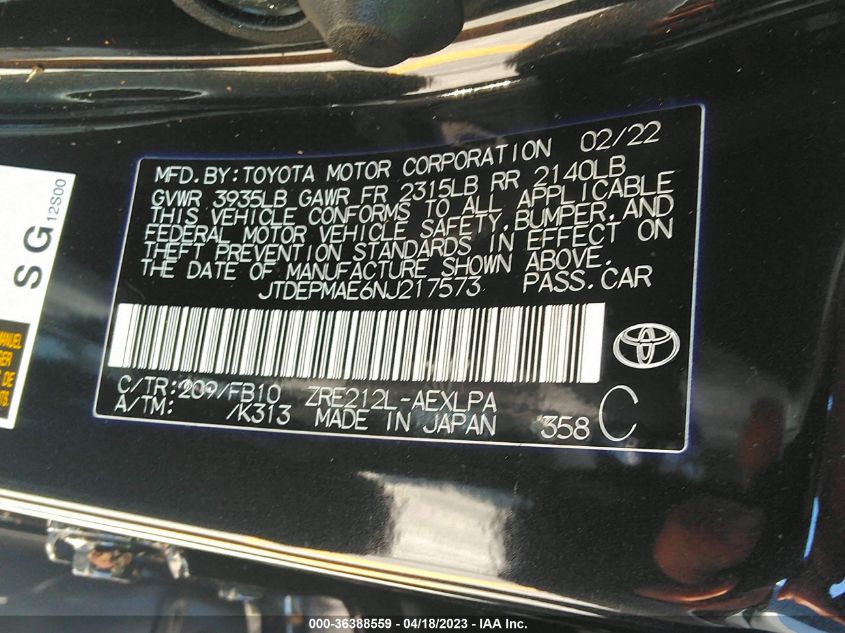 MFD. BY: TOYOTA MOTOR CORPORATION 02/22
GVWR 3935LB GAWR FR 2315LB RR 2140LB
THIS VEHICLE CONFORMS TO ALL APPLICABLE
FEDERAL MOTOR VEHICLE SAFETY, BUMPER, AND
THEFT PREVENTION STANDARDS IN EFFECT ON
THE DATE OF MANUFACTURE SHOWN ABOVE.
JTDEPMAE6NJ217573 PASS. CAR
C/TR: 209/FB10 ZRE212L-AEXLPA
A/TM: /K313 MADE IN JAPAN 358 C
SG
12S00
MANUEL
DE
000-36388559 / 04/18/2023 - IAA Inc.